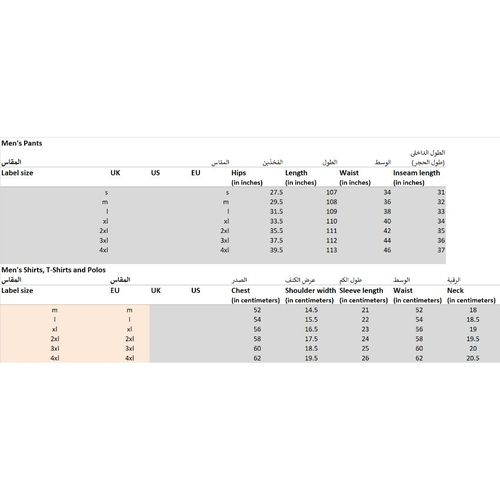 Men's Pants
المقاس المقاس الفخذين الطول الوسط الطول الداخلي (طول الحجر)
Label size UK US EU Hips (in inches) Length (in inches) Waist (in inches) Inseam length (in inches)
s s 27.5 107 34 31
m m 29.5 108 36 32
l l 31.5 109 38 33
xl xl 33.5 110 40 34
2xl 2xl 35.5 111 42 35
3xl 3xl 37.5 112 44 36
4xl 4xl 39.5 113 46 37
Men's Shirts, T-Shirts and Polos
المقاس المقاس الصدر عرض الكتف طول الكم الوسط الرقبة
Label size EU UK US Chest (in centimeters) Shoulder width (in centimeters) Sleeve length (in centimeters) Waist (in centimeters) Neck (in centimeters)
m m 52 14.5 21 52 18
l l 54 15.5 22 54 18.5
xl xl 56 16.5 23 56 19
2xl 2xl 58 17.5 24 58 19.5
3xl 3xl 60 18.5 25 60 20
4xl 4xl 62 19.5 26 62 20.5